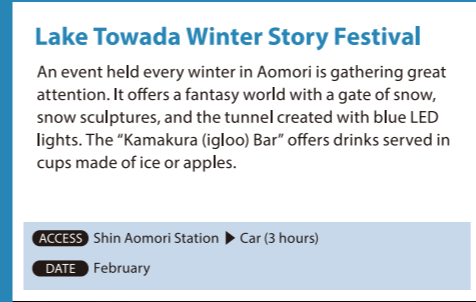 Lake Towada Winter Story Festival
An event held every winter in Aomori is gathering great
attention. It offers a fantasy world with a gate of snow,
snow sculptures, and the tunnel created with blue LED
lights. The “Kamakura (igloo) Bar” offers drinks served in
cups made of ice or apples.
ACCESS Shin Aomori Station ▶ Car (3 hours)
DATE February